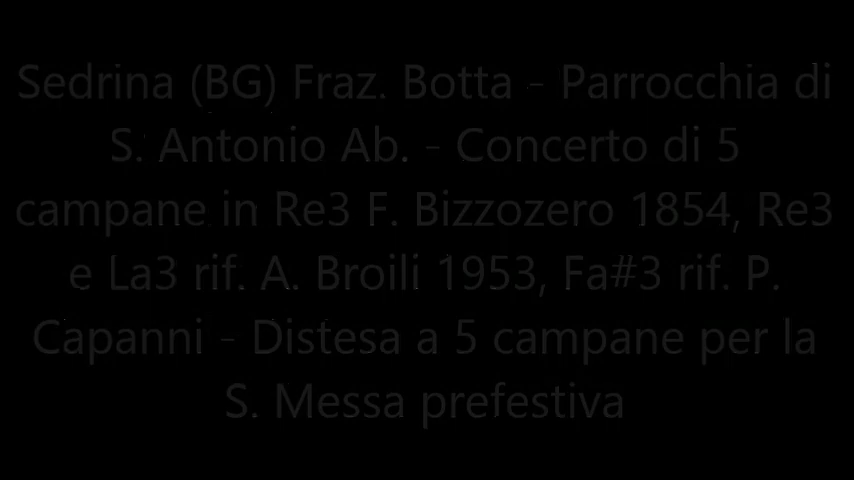 Sedrina (BG) Fraz. Botta - Parrocchia di
S. Antonio Ab. - Concerto di 5
campane in Re3 F. Bizzozero 1854, Re3
e La3 rif. A. Broili 1953, Fa#3 rif. P.
Capanni - Distesa a 5 campane per la
S. Messa prefestiva